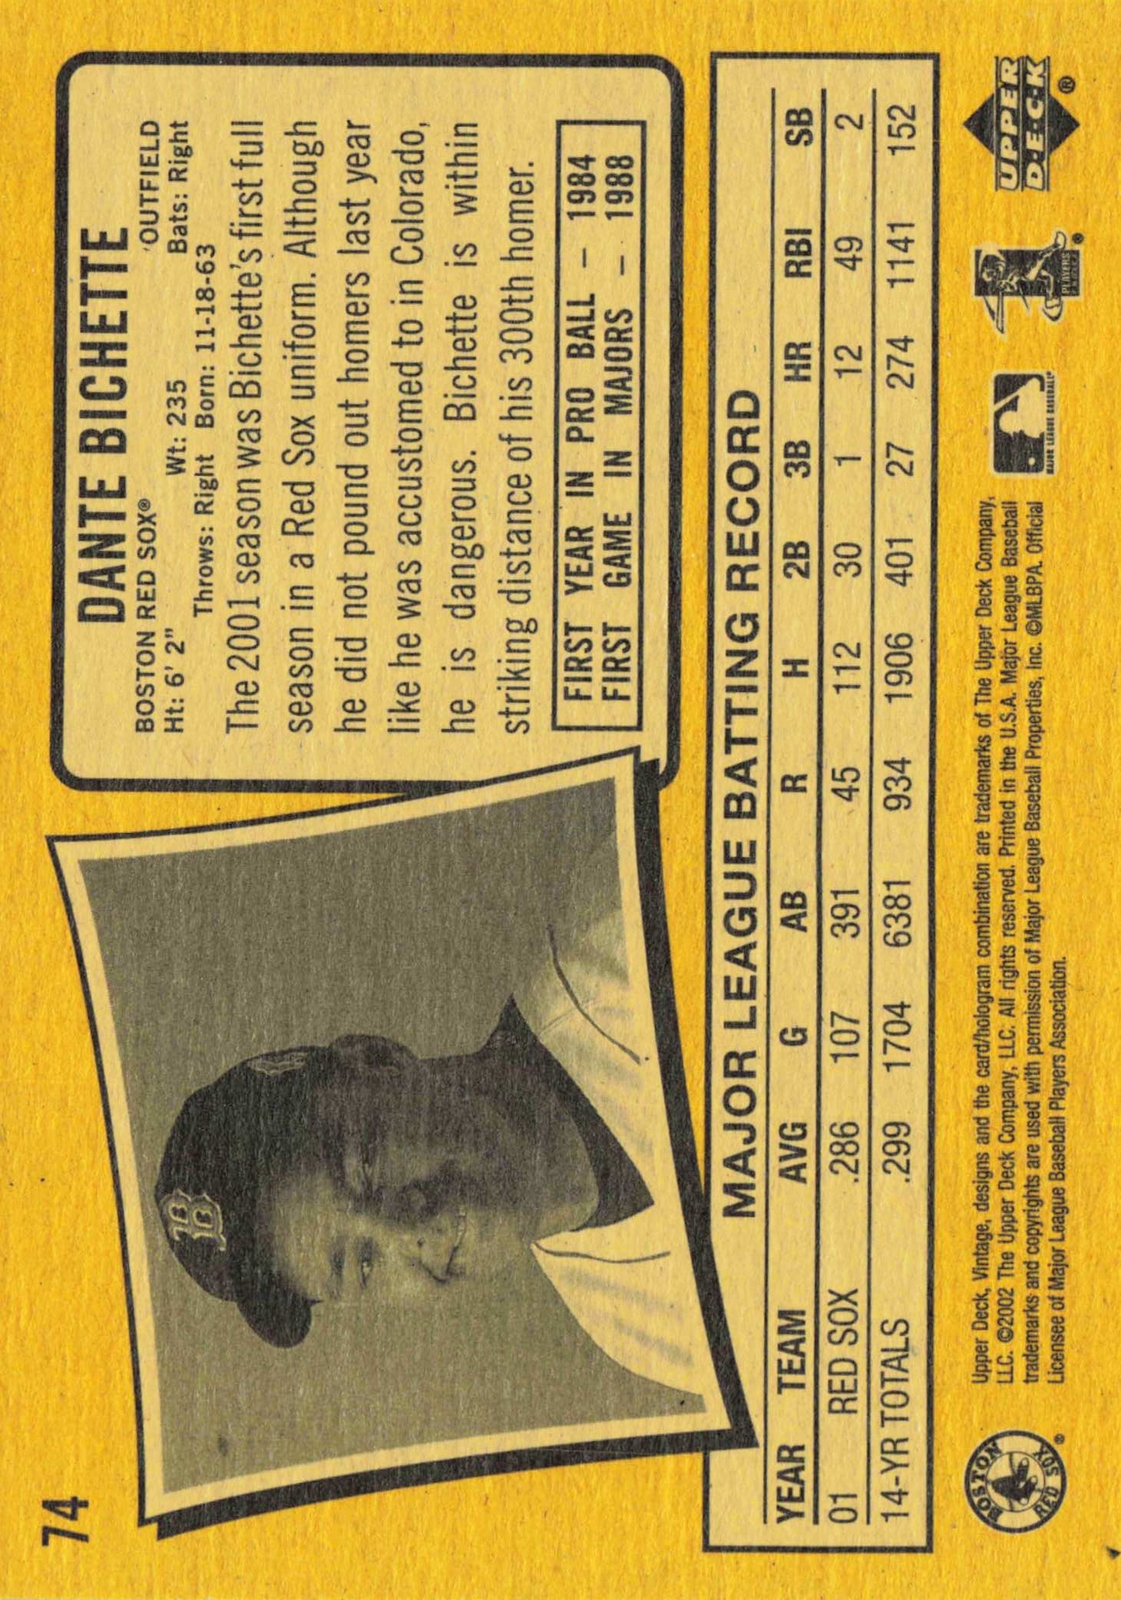 74
DANTE BICHETTE
BOSTON RED SOX® OUTFIELD
Ht: 6' 2" Wt: 235 Bats: Right
Throws: Right Born: 11-18-63
The 2001 season was Bichette's first full
season in a Red Sox uniform. Although
he did not pound out homers last year
like he was accustomed to in Colorado,
he is dangerous. Bichette is within
striking distance of his 300th homer.
FIRST YEAR IN PRO BALL – 1984
FIRST GAME IN MAJORS – 1988
B
MAJOR LEAGUE BATTING RECORD
YEAR TEAM AVG G AB R H 2B 3B HR RBI SB
01 RED SOX .286 107 391 45 112 30 1 12 49 2
14-YR TOTALS .299 1704 6381 934 1906 401 27 274 1141 152
BOSTON RED SOX ®
Upper Deck, Vintage, designs and the card/hologram combination are trademarks of The Upper Deck Company,
LLC. ©2002 The Upper Deck Company, LLC. All rights reserved. Printed in the U.S.A. Major League Baseball
trademarks and copyrights are used with permission of Major League Baseball Properties, Inc. ©MLBPA. Official
Licensee of Major League Baseball Players Association.
MAJOR LEAGUE BASEBALL®
PLAYERS
®
UPPER
DECK
®